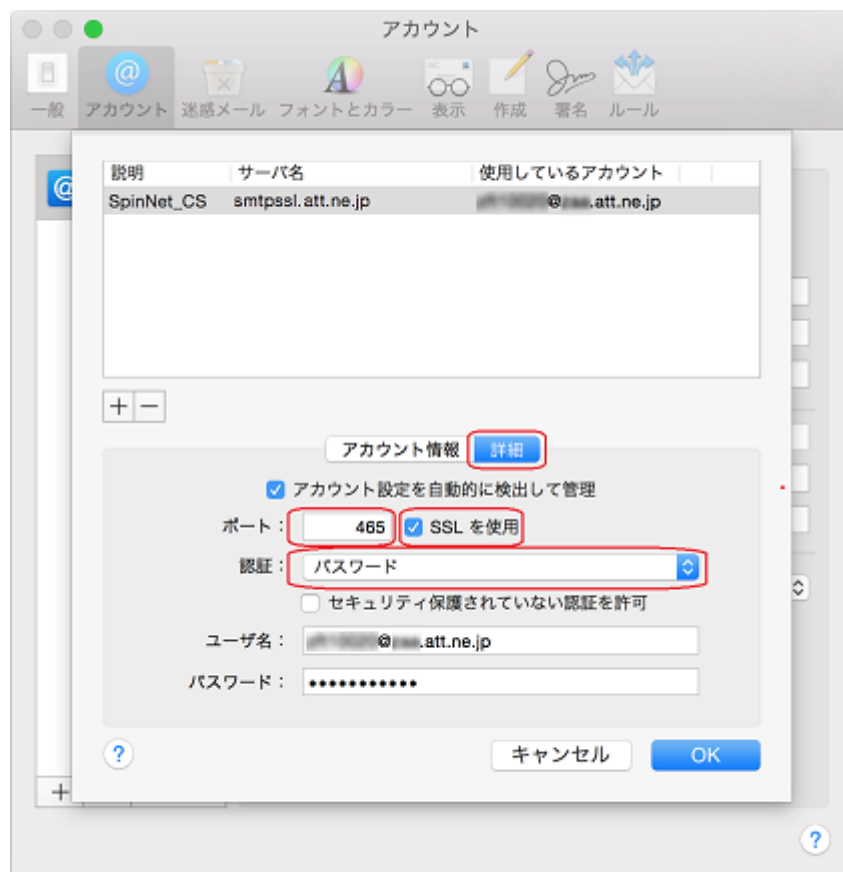 アカウント
一般 アカウント 迷惑メール フォントとカラー 表示 作成 署名 ルール
説明 サーバ名 使用しているアカウント
SpinNet_CS smtpssl.att.ne.jp @ .att.ne.jp
アカウント情報 詳細
アカウント設定を自動的に検出して管理
ポート： 465 SSL を使用
認証： パスワード
セキュリティ保護されていない認証を許可
ユーザ名： @ .att.ne.jp
パスワード： •••••••••••
? キャンセル OK
?